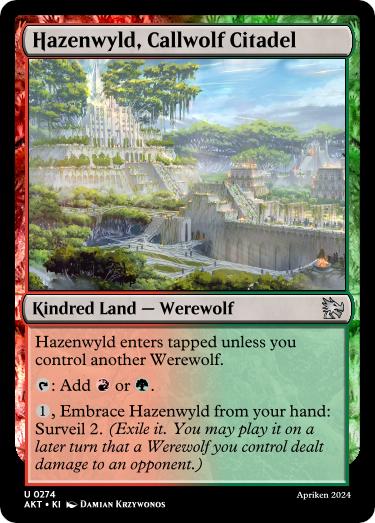 Hazenwyld, Callwolf Citadel
Kindred Land — Werewolf
Hazenwyld enters tapped unless you
control another Werewolf.
: Add or .
1, Embrace Hazenwyld from your hand:
Surveil 2. (Exile it. You may play it on a
later turn that a Werewolf you control dealt
damage to an opponent.)
U 0274
Apriken 2024
AKT • KI DAMIAN KRZYWONOS